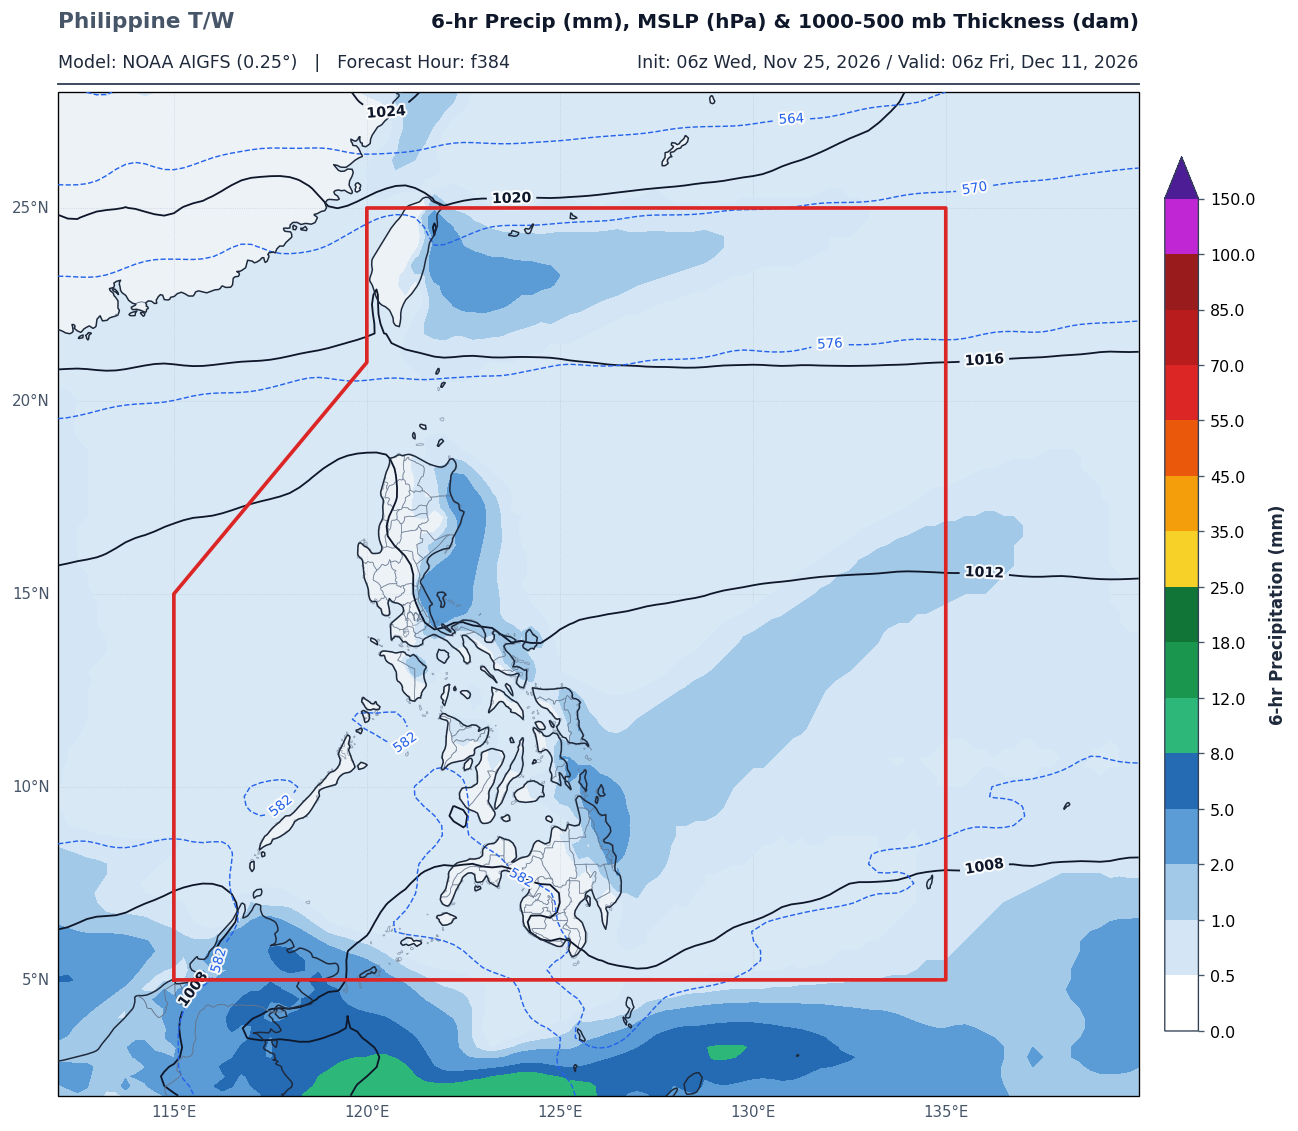 Philippine T/W
6-hr Precip (mm), MSLP (hPa) & 1000-500 mb Thickness (dam)
Model: NOAA AIGFS (0.25°) | Forecast Hour: f384
Init: 06z Wed, Nov 25, 2026 / Valid: 06z Fri, Dec 11, 2026
1024
564
1020
570
576
1016
1012
582
582
582
1008
582
1008
25°N
20°N
15°N
10°N
5°N
115°E
120°E
125°E
130°E
135°E
150.0
100.0
85.0
70.0
55.0
45.0
35.0
25.0
18.0
12.0
8.0
5.0
2.0
1.0
0.5
0.0
6-hr Precipitation (mm)